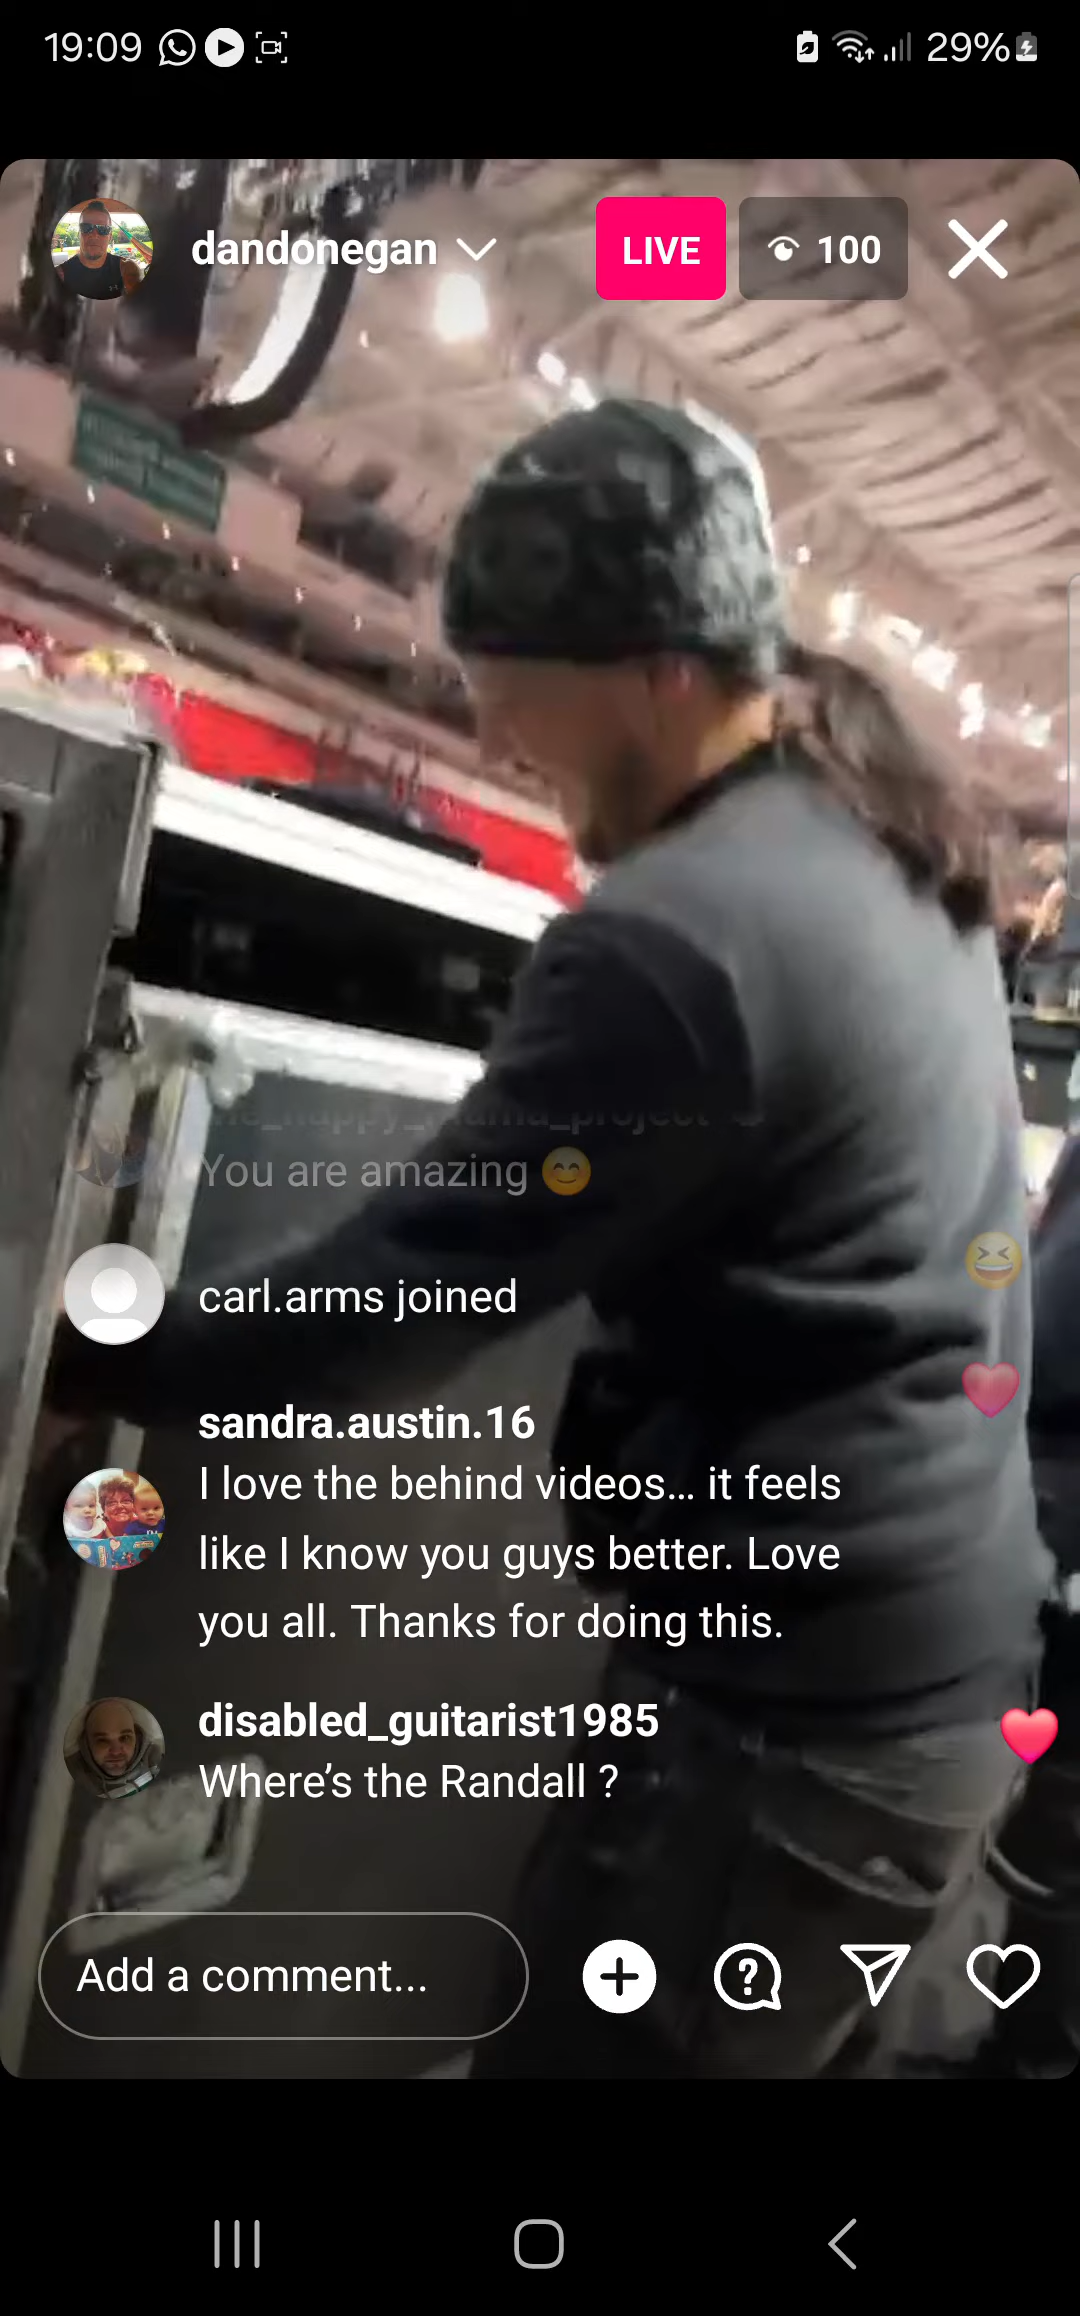 19:09
29%
dandonegan
LIVE
100
You are amazing 😊
carl.arms joined
sandra.austin.16
I love the behind videos... it feels
like I know you guys better. Love
you all. Thanks for doing this.
disabled_guitarist1985
Where's the Randall ?
Add a comment...